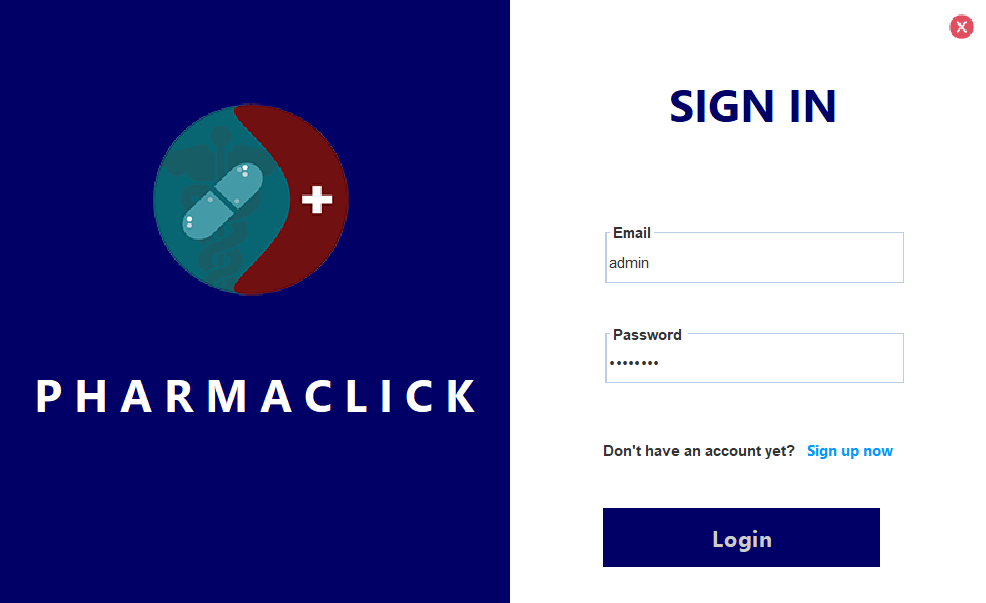 X
SIGN IN
Email
admin
Password
••••••••
PHARMACLICK
Don't have an account yet? Sign up now
Login